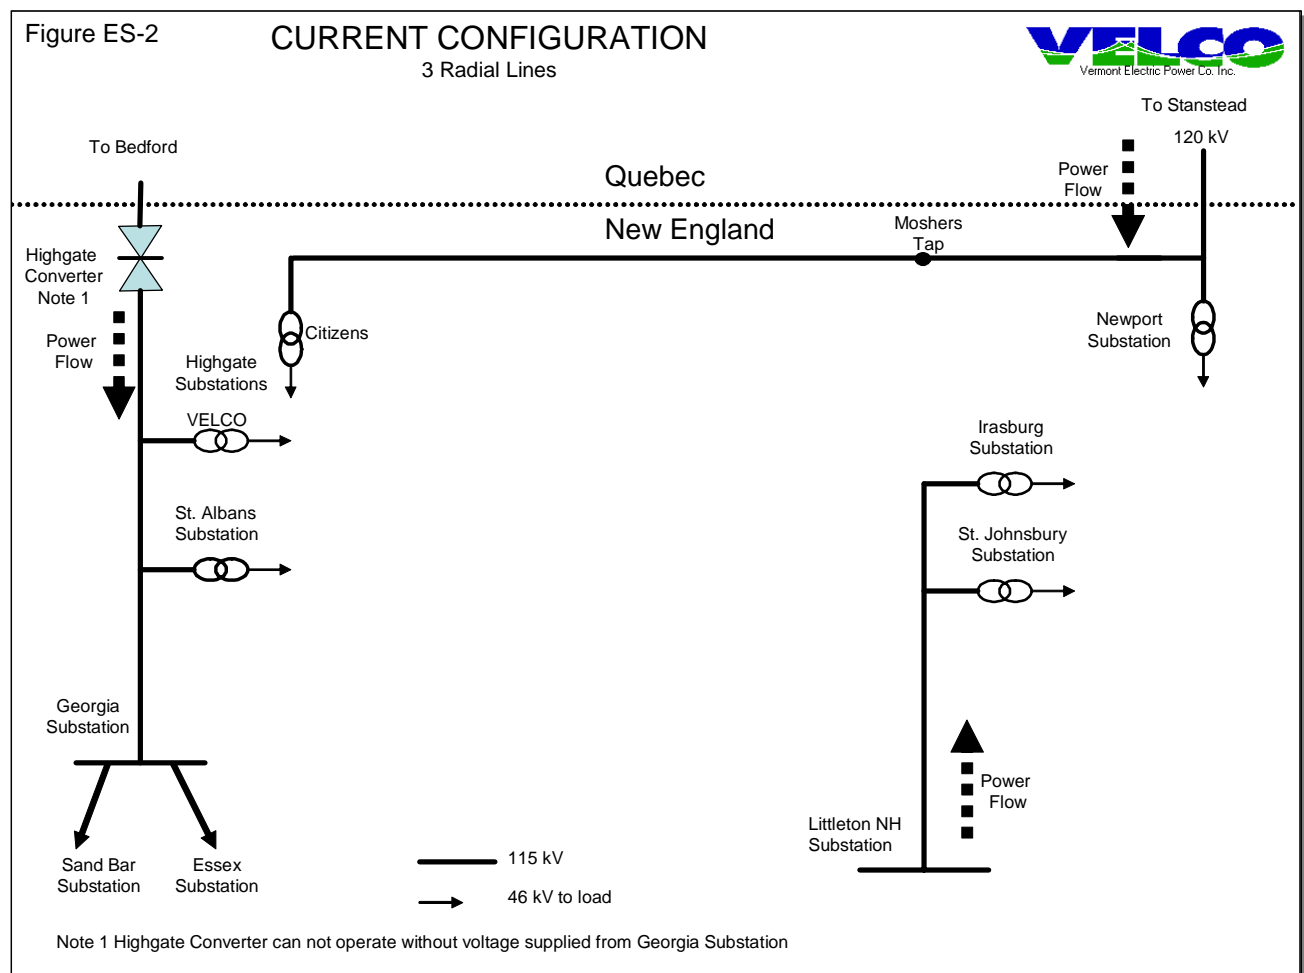 Figure ES-2
CURRENT CONFIGURATION
3 Radial Lines
VELCO
Vermont Electric Power Co. Inc.
To Stanstead
120 kV
To Bedford
Quebec
Power
Flow
New England
Moshers
Tap
Highgate
Converter
Note 1
Power
Flow
Citizens
Newport
Substation
Highgate
Substations
VELCO
Irasburg
Substation
St. Albans
Substation
St. Johnsbury
Substation
Georgia
Substation
Power
Flow
Littleton NH
Substation
Sand Bar
Substation
Essex
Substation
115 kV
46 kV to load
Note 1 Highgate Converter can not operate without voltage supplied from Georgia Substation